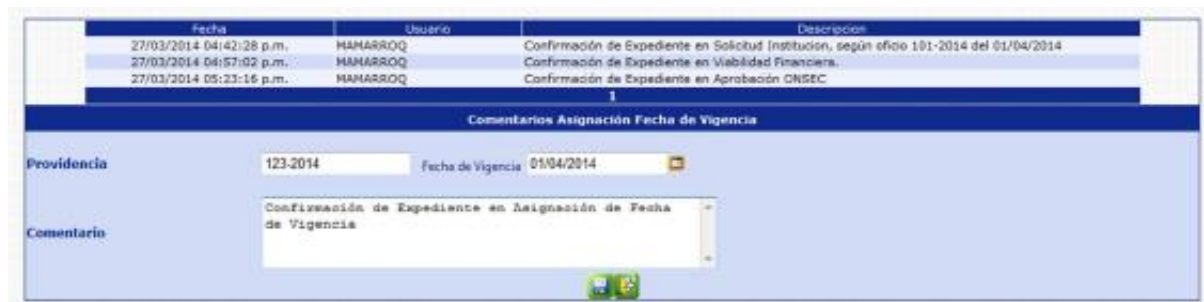 Fecha Usuario Descripcion
27/03/2014 04:42:28 p.m. MAMARROQ Confirmación de Expediente en Solicitud Institucion, según oficio 101-2014 del 01/04/2014
27/03/2014 04:57:02 p.m. MAMARROQ Confirmación de Expediente en Viabilidad Financiera.
27/03/2014 05:23:16 p.m. MAMARROQ Confirmación de Expediente en Aprobación ONSEC
1
Comentarios Asignación Fecha de Vigencia
Providencia 123-2014 Fecha de Vigencia 01/04/2014
Confirmación de Expediente en Asignación de Fecha
de Vigencia
Comentario